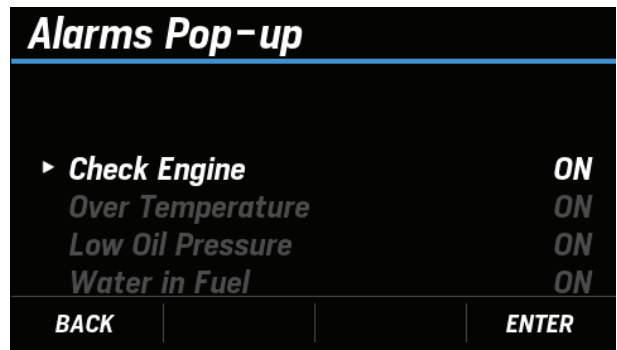 Alarms Pop-up
Check Engine ON
Over Temperature ON
Low Oil Pressure ON
Water in Fuel ON
BACK ENTER